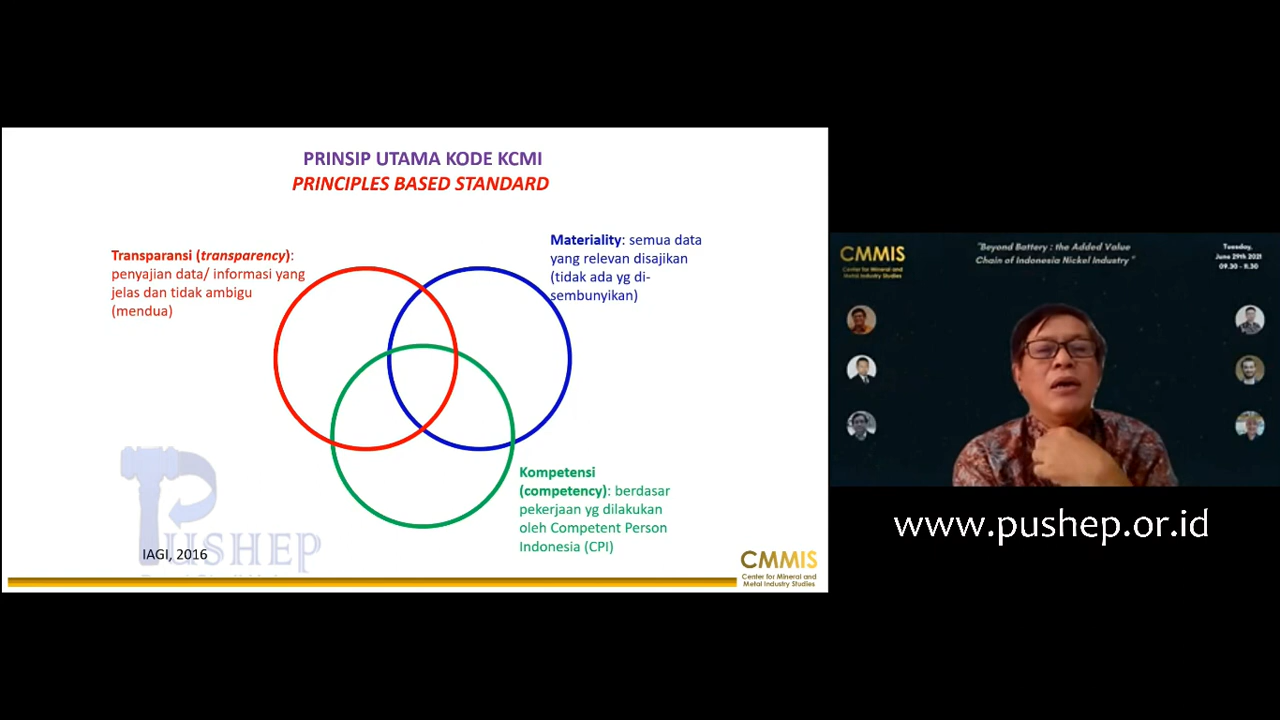 PRINSIP UTAMA KODE KCMI
PRINCIPLES BASED STANDARD
Transparansi (transparency):
penyajian data/ informasi yang
jelas dan tidak ambigu
(mendua)
Materiality: semua data
yang relevan disajikan
(tidak ada yg di-
sembunyikan)
Kompetensi
(competency): berdasar
pekerjaan yg dilakukan
oleh Competent Person
Indonesia (CPI)
PUSHEP
IAGI, 2016
CMMIS
Center for Mineral and
Metal Industry Studies
CMMIS
Center for Mineral and
Metal Industry Studies
"Beyond Battery : the Added Value
Chain of Indonesia Nickel Industry "
Tuesday,
June 29th 2021
09.30 - 11.30
www.pushep.or.id